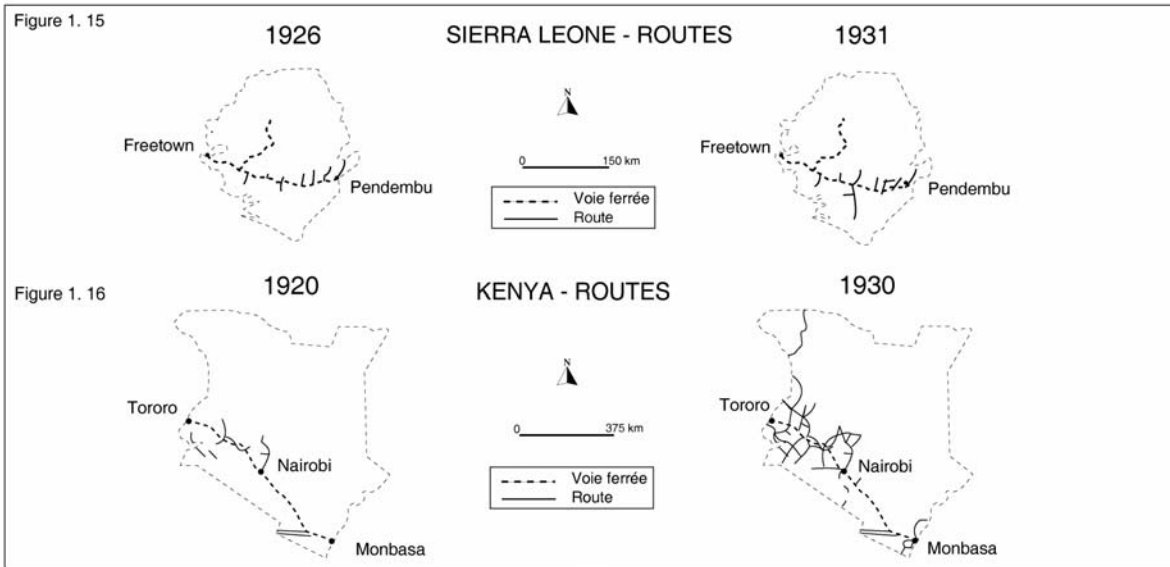 Figure 1. 15
1926
SIERRA LEONE - ROUTES
1931
N
Freetown
Pendembu
0 150 km
Voie ferrée
Route
Freetown
Pendembu
Figure 1. 16
1920
KENYA - ROUTES
1930
N
Tororo
Nairobi
Monbasa
0 375 km
Voie ferrée
Route
Tororo
Nairobi
Monbasa